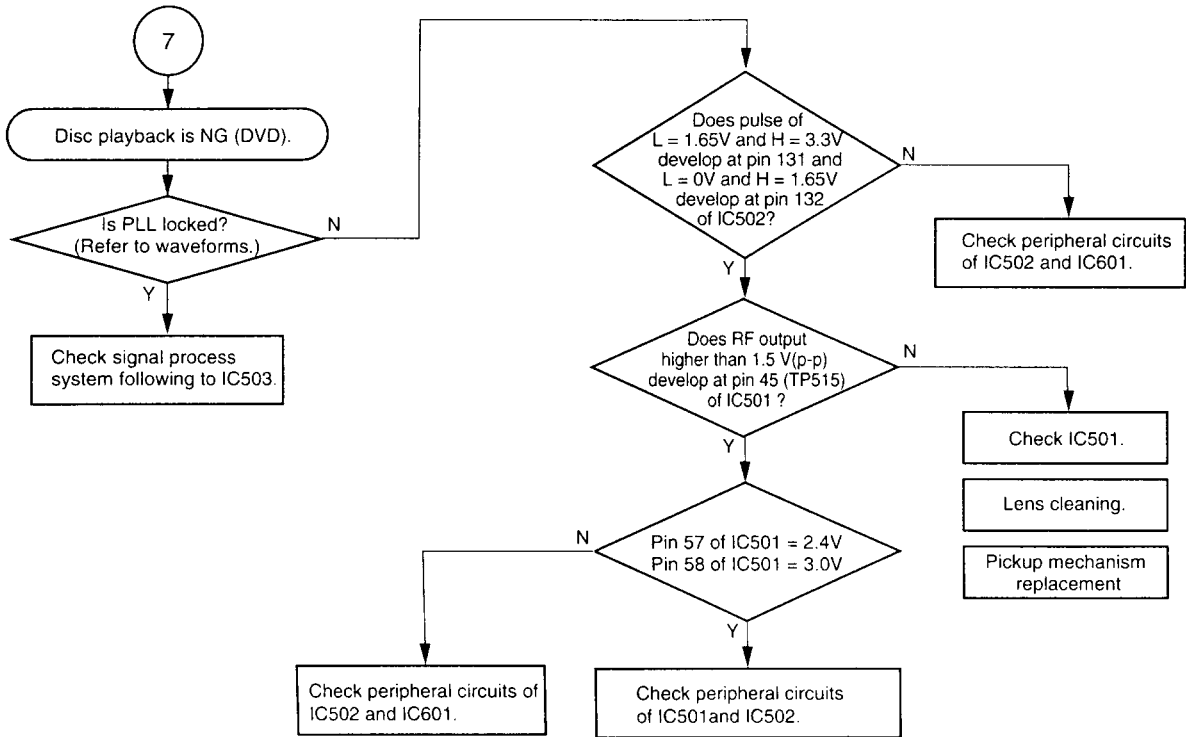 7
Disc playback is NG (DVD).
Is PLL locked?
(Refer to waveforms.)
N
Y
Check signal process
system following to IC503.
Does pulse of
L = 1.65V and H = 3.3V
develop at pin 131 and
L = 0V and H = 1.65V
develop at pin 132
of IC502?
N
Y
Check peripheral circuits
of IC502 and IC601.
Does RF output
higher than 1.5 V(p-p)
develop at pin 45 (TP515)
of IC501 ?
N
Y
Check IC501.
Lens cleaning.
Pickup mechanism
replacement
Pin 57 of IC501 = 2.4V
Pin 58 of IC501 = 3.0V
N
Y
Check peripheral circuits of
IC502 and IC601.
Check peripheral circuits
of IC501and IC502.